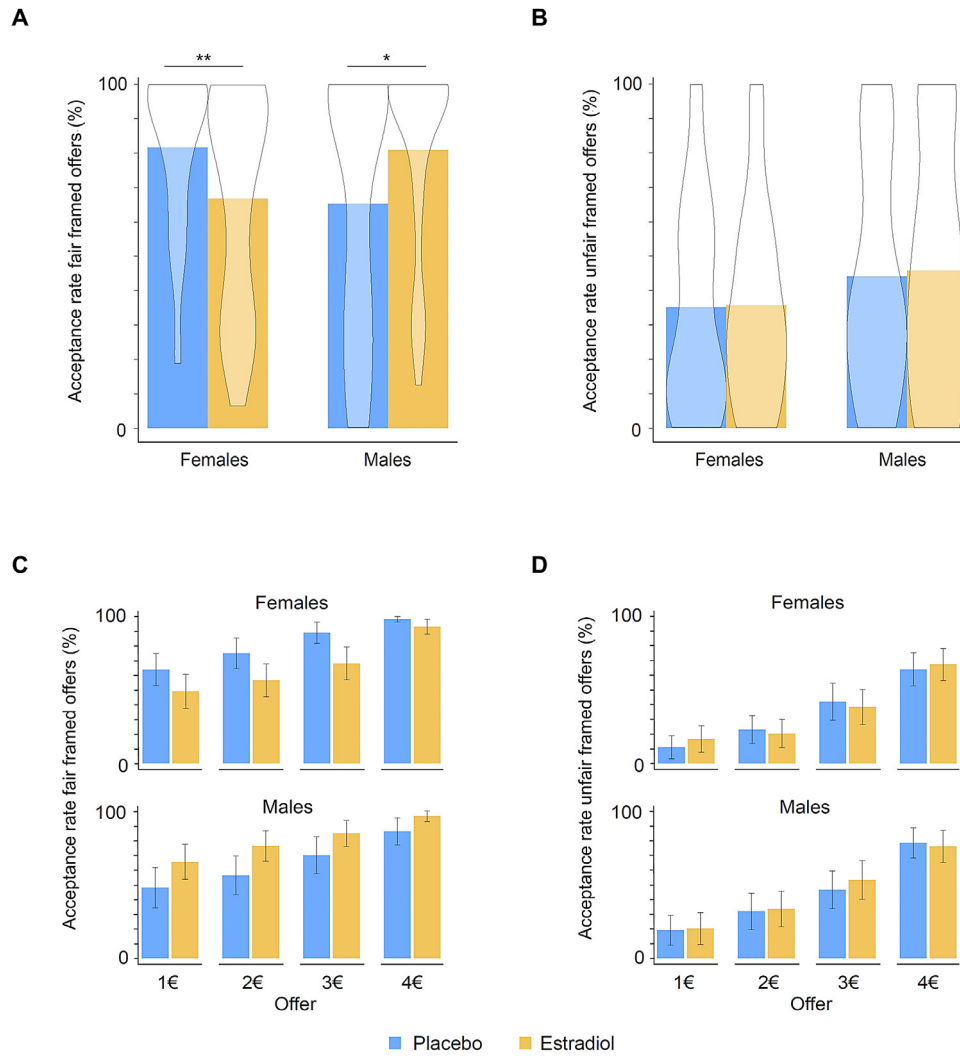 A
B
**
*
100
0
Acceptance rate fair framed offers (%)
Females
Males
100
0
Acceptance rate unfair framed offers (%)
Females
Males
C
D
Acceptance rate fair framed offers (%)
Females
100
0
Males
100
0
1€ 2€ 3€ 4€
Offer
Acceptance rate unfair framed offers (%)
Females
100
0
Males
100
0
1€ 2€ 3€ 4€
Offer
Placebo Estradiol